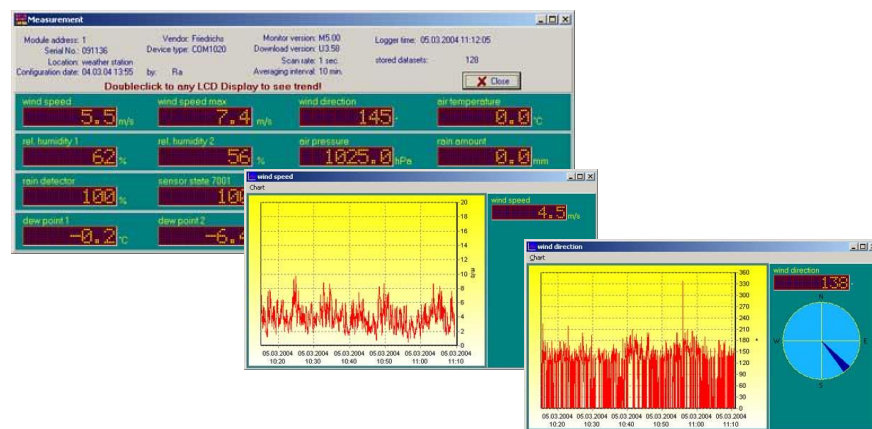 Measurement
Module address: 1
Vendor: Friedrichs
Monitor version: M5.00
Logger time: 05.03.2004 11:12:05
Serial No.: 091136
Device type: COM1020
Download version: U3.50
Location: weather station
Scan rate: 1 sec.
stored datasets: 128
Configuration date: 04.03.04 13:55 by: Ra
Averaging interval: 10 min.
Close
Doubleclick to any LCD Display to see trend!
wind speed
5.5 m/s
wind speed max
7.4 m/s
wind direction
145 °
air temperature
0.0 °C
rel. humidity 1
62 %
rel. humidity 2
56 %
air pressure
1025.0 hPa
rain amount
0.0 mm
rain detector
100 %
sensor state 7001
100
dew point 1
-0.2 °C
dew point 2
-6.4
wind speed
Chart
20
18
16
14
12
10
8
6
4
2
0
m/s
05.03.2004 05.03.2004 05.03.2004 05.03.2004 05.03.2004 05.03.2004
10:20 10:30 10:40 10:50 11:00 11:10
wind speed
4.5 m/s
wind direction
Chart
360
330
300
270
240
210
180
150
120
90
60
30
0
°
05.03.2004 05.03.2004 05.03.2004 05.03.2004 05.03.2004 05.03.2004
10:20 10:30 10:40 10:50 11:00 11:10
wind direction
138 °
N
W
E
S